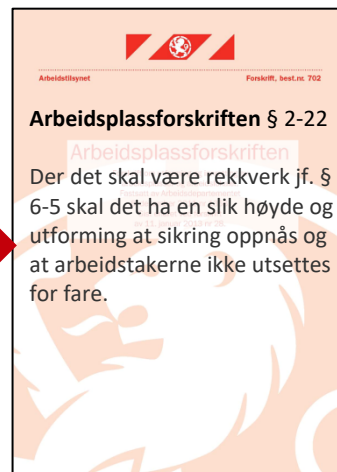 Arbeidstilsynet
Forskrift, best.nr. 702
Arbeidsplassforskriften § 2-22
Arbeidsplassforskriften
Der det skal være rekkverk jf. §
6-5 skal det ha en slik høyde og
utforming at sikring oppnås og
at arbeidstakerne ikke utsettes
for fare.